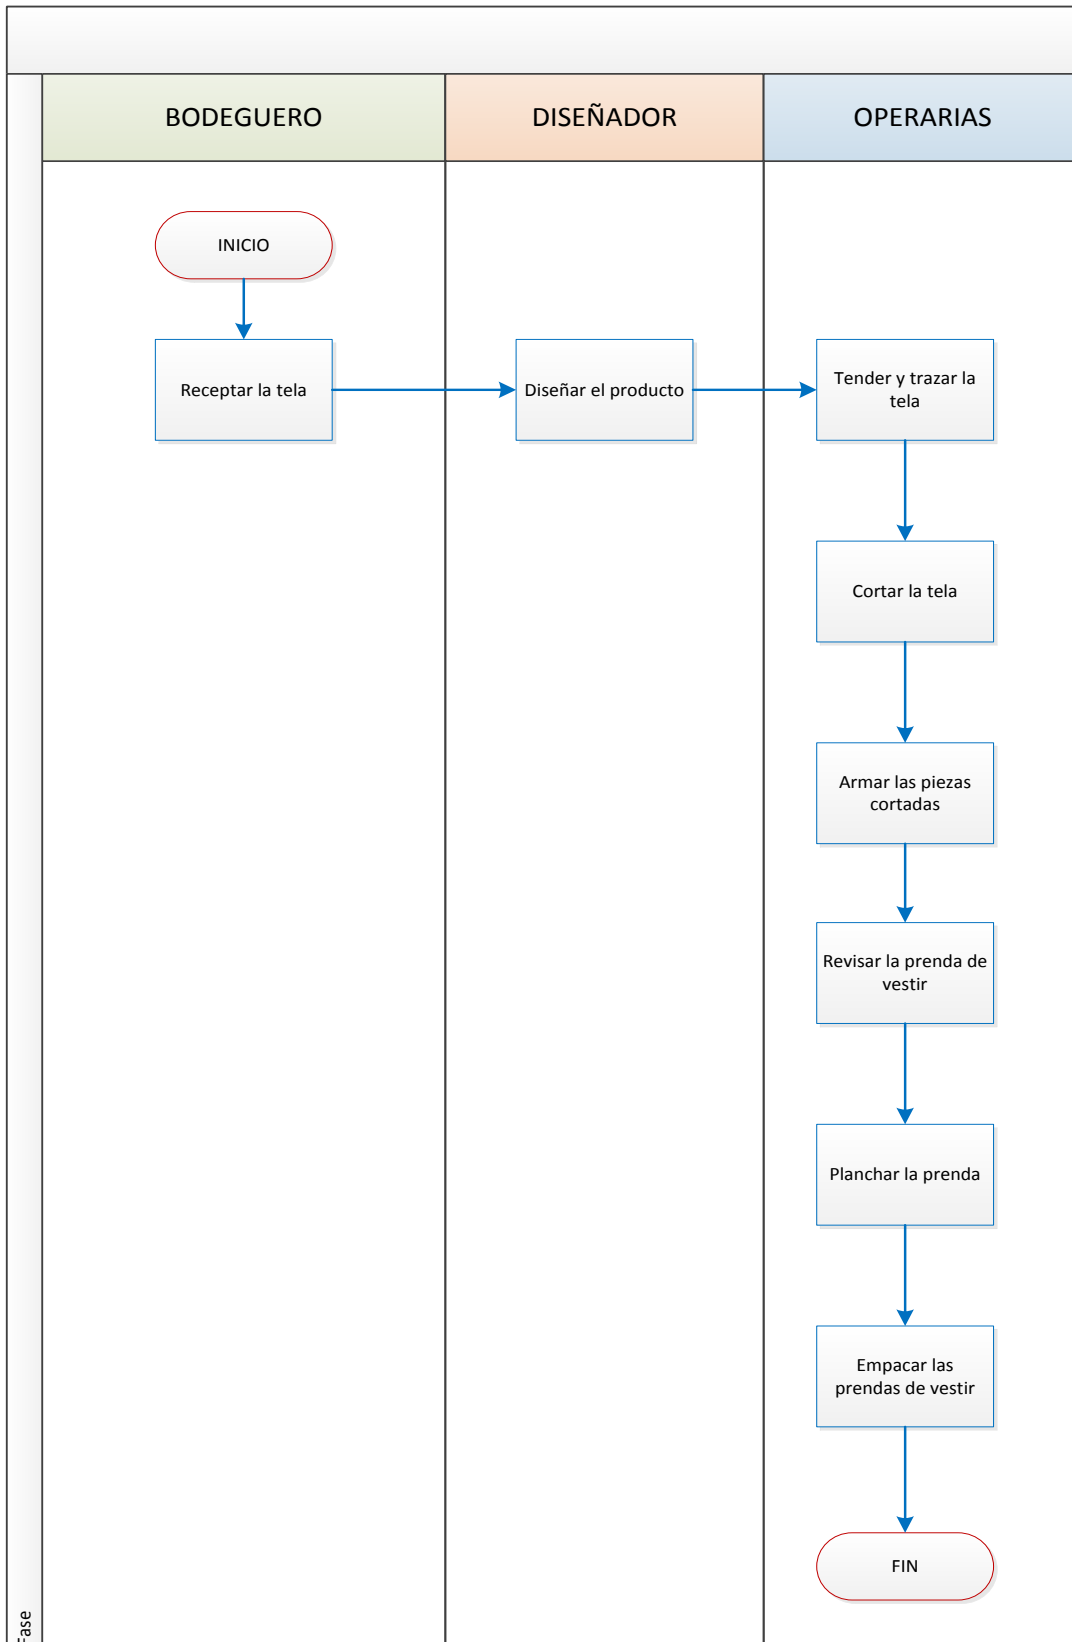 BODEGUERO
DISEÑADOR
OPERARIAS
INICIO
Receptar la tela
Diseñar el producto
Tender y trazar la
tela
Cortar la tela
Armar las piezas
cortadas
Revisar la prenda de
vestir
Planchar la prenda
Empacar las
prendas de vestir
FIN
Fase